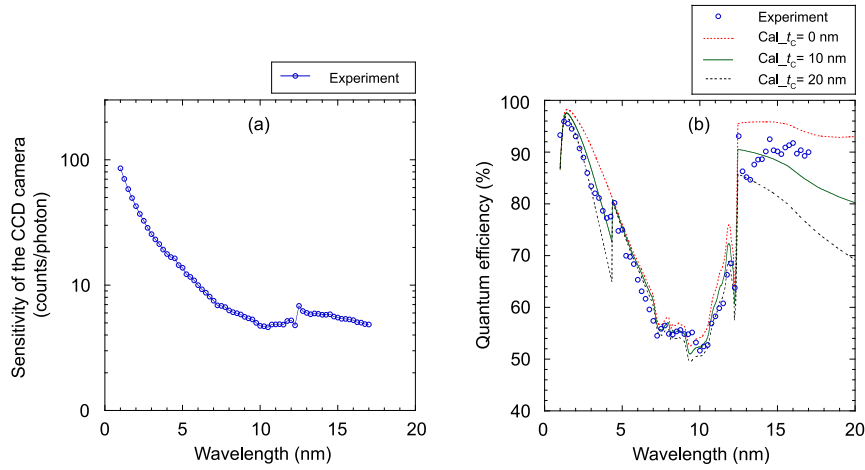 Experiment
(a)
100
10
0
0
5
10
15
20
Wavelength (nm)
Sensitivity of the CCD camera
(counts/photon)
Experiment
Cal_tC= 0 nm
Cal_tC= 10 nm
Cal_tC= 20 nm
(b)
100
90
80
70
60
50
40
0
5
10
15
20
Wavelength (nm)
Quantum efficiency (%)